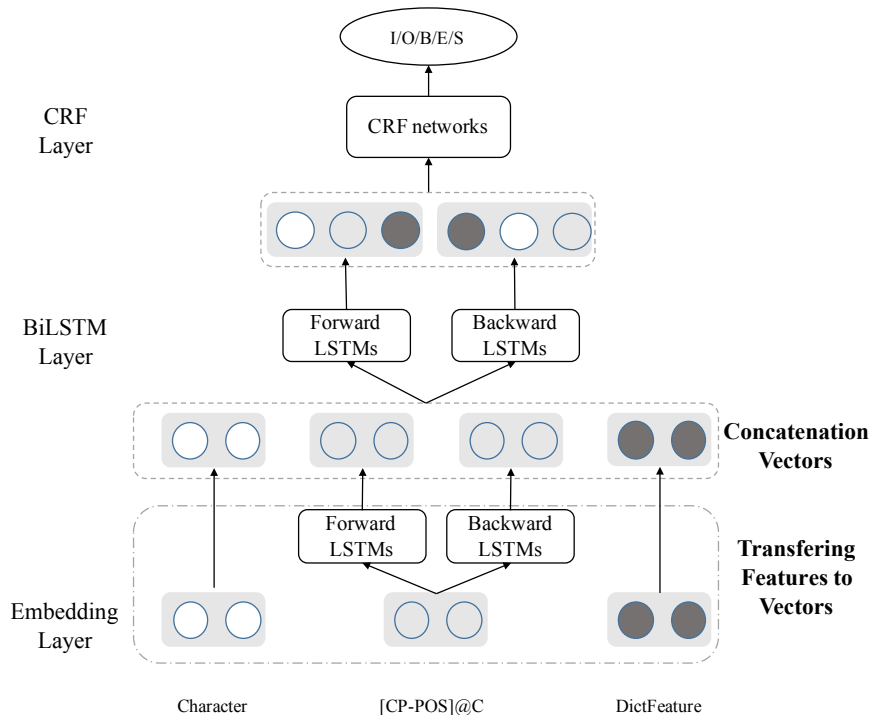 I/O/B/E/S
CRF
Layer
CRF networks
BiLSTM
Layer
Forward
LSTMs
Backward
LSTMs
Concatenation
Vectors
Forward
LSTMs
Backward
LSTMs
Transfering
Features to
Vectors
Embedding
Layer
Character
[CP-POS]@C
DictFeature